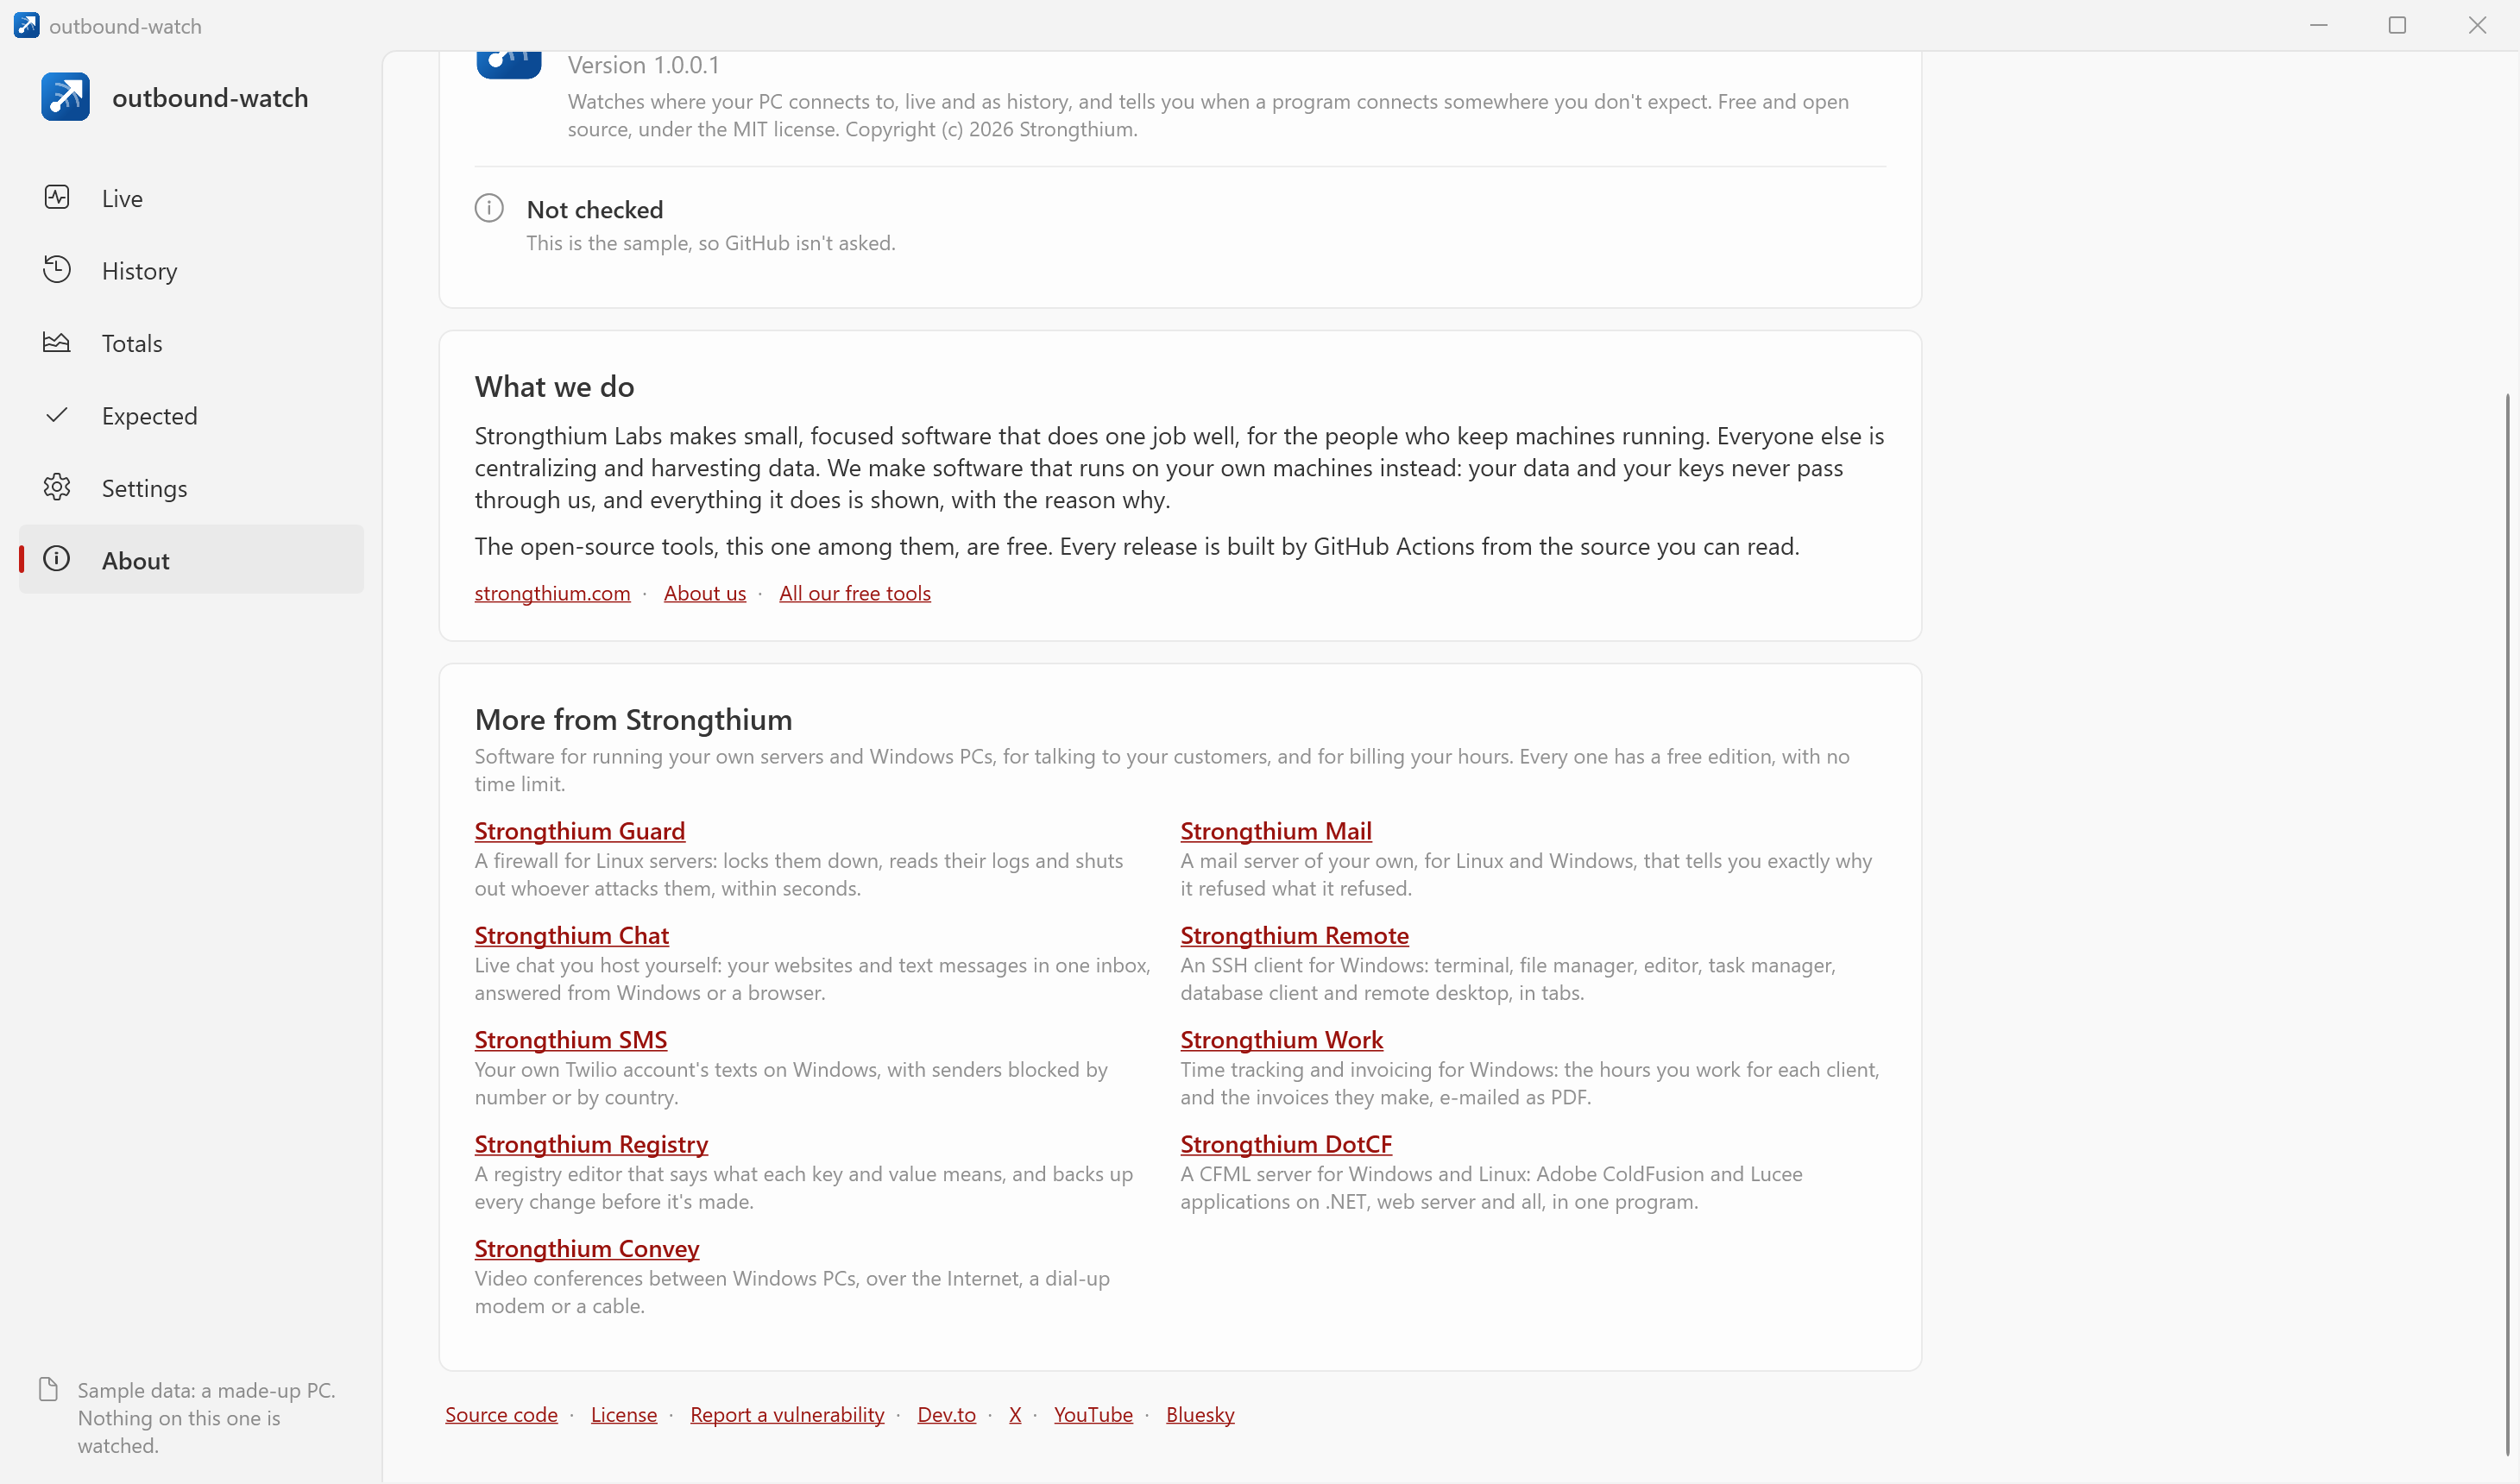 outbound-watch
outbound-watch
Live
History
Totals
Expected
Settings
About
Sample data: a made-up PC.
Nothing on this one is
watched.
Version 1.0.0.1
Watches where your PC connects to, live and as history, and tells you when a program connects somewhere you don't expect. Free and open
source, under the MIT license. Copyright (c) 2026 Strongthium.
Not checked
This is the sample, so GitHub isn't asked.
What we do
Strongthium Labs makes small, focused software that does one job well, for the people who keep machines running. Everyone else is
centralizing and harvesting data. We make software that runs on your own machines instead: your data and your keys never pass
through us, and everything it does is shown, with the reason why.
The open-source tools, this one among them, are free. Every release is built by GitHub Actions from the source you can read.
strongthium.com · About us · All our free tools
More from Strongthium
Software for running your own servers and Windows PCs, for talking to your customers, and for billing your hours. Every one has a free edition, with no
time limit.
Strongthium Guard
A firewall for Linux servers: locks them down, reads their logs and shuts
out whoever attacks them, within seconds.
Strongthium Mail
A mail server of your own, for Linux and Windows, that tells you exactly why
it refused what it refused.
Strongthium Chat
Live chat you host yourself: your websites and text messages in one inbox,
answered from Windows or a browser.
Strongthium Remote
An SSH client for Windows: terminal, file manager, editor, task manager,
database client and remote desktop, in tabs.
Strongthium SMS
Your own Twilio account's texts on Windows, with senders blocked by
number or by country.
Strongthium Work
Time tracking and invoicing for Windows: the hours you work for each client,
and the invoices they make, e-mailed as PDF.
Strongthium Registry
A registry editor that says what each key and value means, and backs up
every change before it's made.
Strongthium DotCF
A CFML server for Windows and Linux: Adobe ColdFusion and Lucee
applications on .NET, web server and all, in one program.
Strongthium Convey
Video conferences between Windows PCs, over the Internet, a dial-up
modem or a cable.
Source code · License · Report a vulnerability · Dev.to · X · YouTube · Bluesky